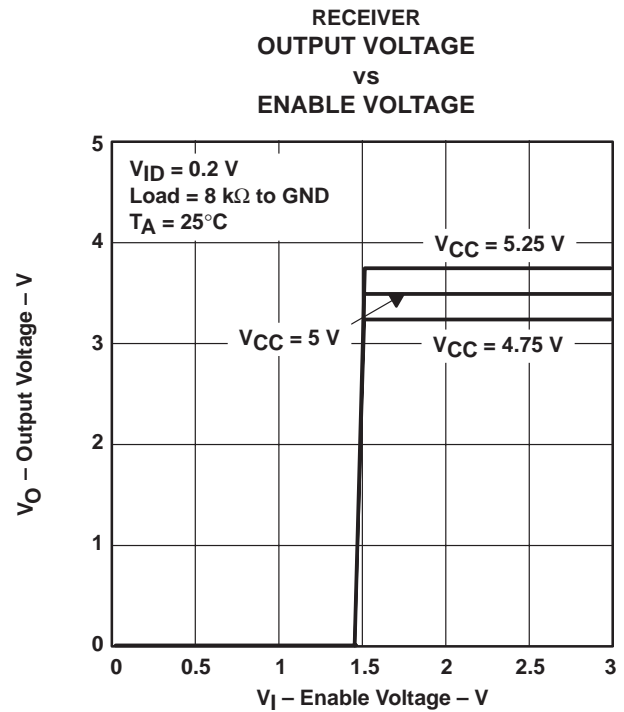 RECEIVER
OUTPUT VOLTAGE
vs
ENABLE VOLTAGE
5
4
3
2
1
0
VO – Output Voltage – V
VID = 0.2 V
Load = 8 kΩ to GND
TA = 25°C
VCC = 5.25 V
VCC = 5 V
VCC = 4.75 V
0 0.5 1 1.5 2 2.5 3
VI – Enable Voltage – V